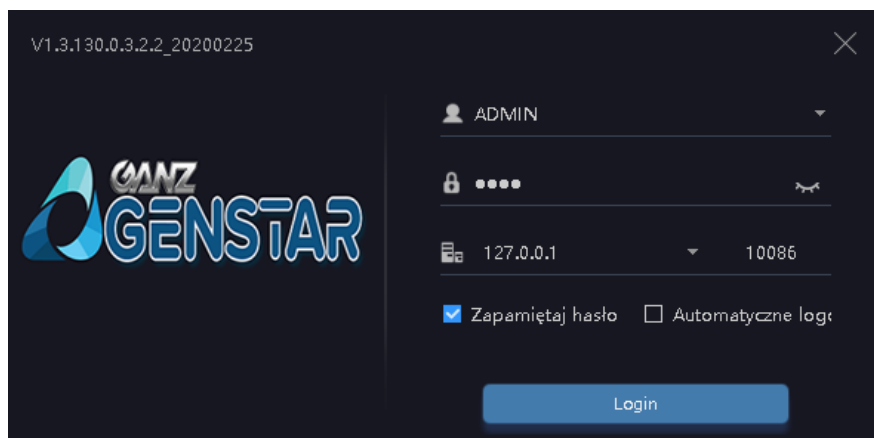 V1.3.130.0.3.2.2_20200225
GANZ
GENSTAR
ADMIN
••••
127.0.0.1 10086
Zapamiętaj hasło Automatyczne logo
Login